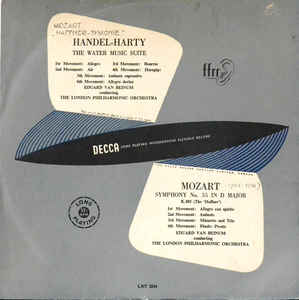 MOZART
"HAFFNER-SYMFONIE"
HANDEL-HARTY
THE WATER MUSIC SUITE
1st Movement: Allegro 3rd Movement: Bourree
2nd Movement: Air 4th Movement: Hornpipe
5th Movement: Andante espressivo
6th Movement: Allegro deciso
EDUARD VAN BEINUM
conducting
THE LONDON PHILHARMONIC ORCHESTRA
ffrr
DECCA LONG PLAYING MICROGROOVE FLEXIBLE RECORD
MOZART
SYMPHONY No. 35 IN D MAJOR
K.385 (The "Haffner")
1st Movement: Allegro con spirito
2nd Movement: Andante
3rd Movement: Minuetto and Trio
4th Movement: Finale: Presto
EDUARD VAN BEINUM
conducting
THE LONDON PHILHARMONIC ORCHESTRA
LONG
PLAYING